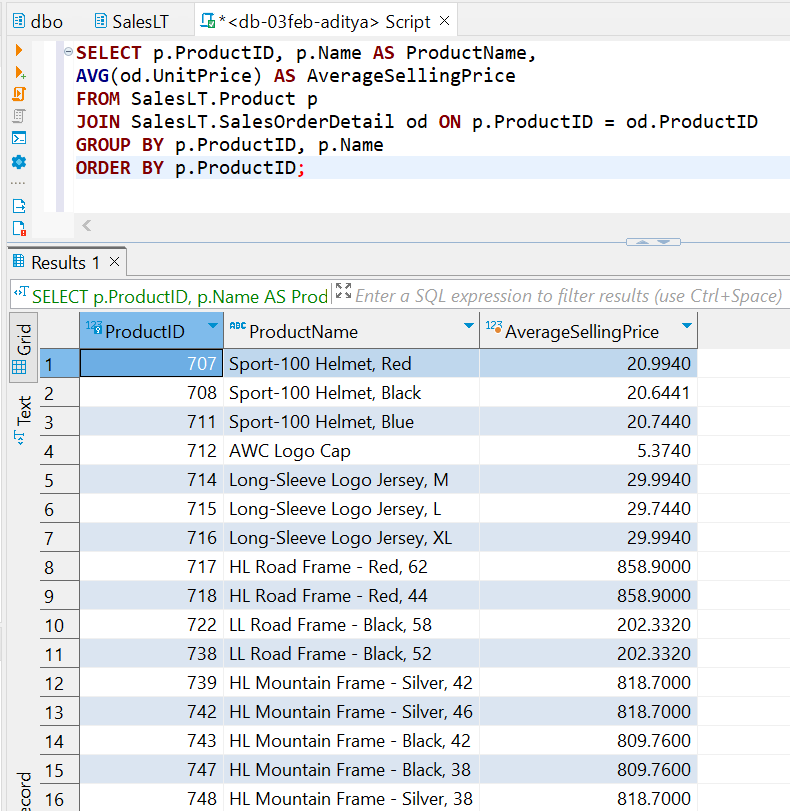 dbo
SalesLT
*<db-03feb-aditya> Script
SELECT p.ProductID, p.Name AS ProductName,
AVG(od.UnitPrice) AS AverageSellingPrice
FROM SalesLT.Product p
JOIN SalesLT.SalesOrderDetail od ON p.ProductID = od.ProductID
GROUP BY p.ProductID, p.Name
ORDER BY p.ProductID;
Results 1
SELECT p.ProductID, p.Name AS Prod
Enter a SQL expression to filter results (use Ctrl+Space)
Grid
Text
ecord
123 ProductID ABC ProductName 123 AverageSellingPrice
1 707 Sport-100 Helmet, Red 20.9940
2 708 Sport-100 Helmet, Black 20.6441
3 711 Sport-100 Helmet, Blue 20.7440
4 712 AWC Logo Cap 5.3740
5 714 Long-Sleeve Logo Jersey, M 29.9940
6 715 Long-Sleeve Logo Jersey, L 29.7440
7 716 Long-Sleeve Logo Jersey, XL 29.9940
8 717 HL Road Frame - Red, 62 858.9000
9 718 HL Road Frame - Red, 44 858.9000
10 722 LL Road Frame - Black, 58 202.3320
11 738 LL Road Frame - Black, 52 202.3320
12 739 HL Mountain Frame - Silver, 42 818.7000
13 742 HL Mountain Frame - Silver, 46 818.7000
14 743 HL Mountain Frame - Black, 42 809.7600
15 747 HL Mountain Frame - Black, 38 809.7600
16 748 HL Mountain Frame - Silver, 38 818.7000